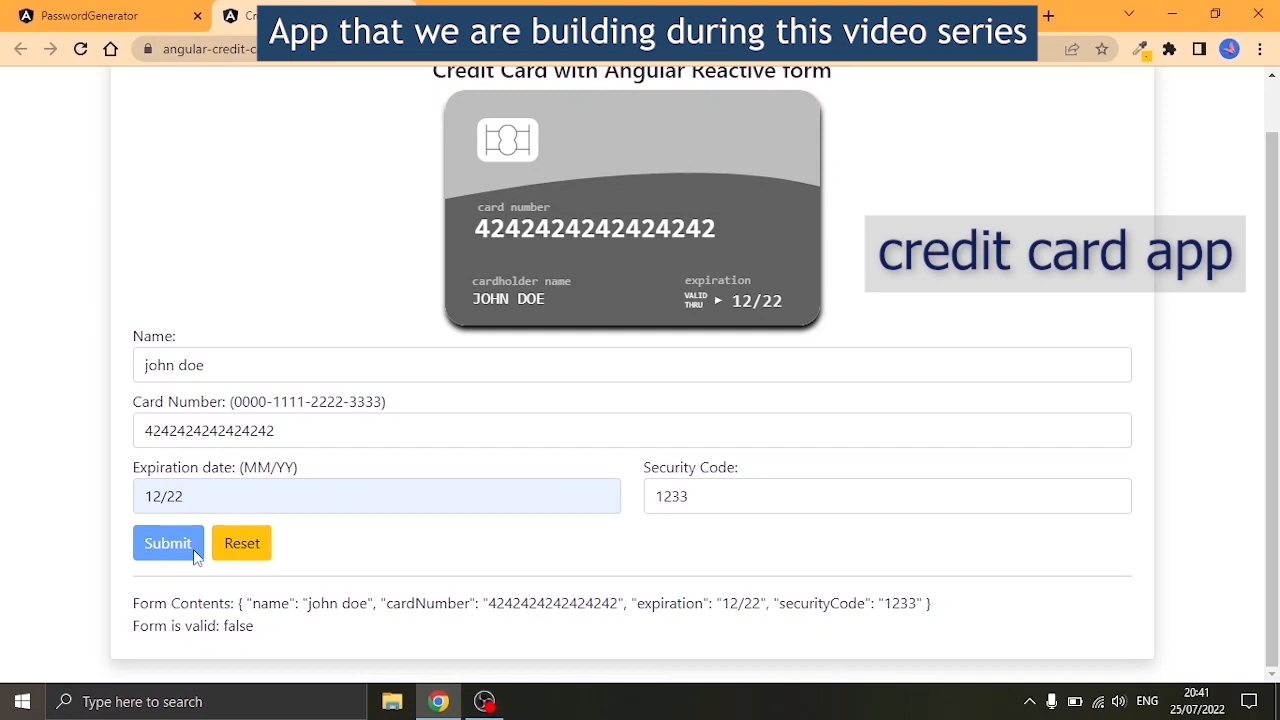 PasswordGenerator
Cr
App that we are building during this video series
angular-credit-c
Credit Card with Angular Reactive form
card number
4242424242424242
credit card app
cardholder name
expiration
JOHN DOE
VALID THRU
12/22
Name:
john doe
Card Number: (0000-1111-2222-3333)
4242424242424242
Expiration date: (MM/YY)
Security Code:
12/22
1233
Submit
Reset
Form Contents: { "name": "john doe", "cardNumber": "4242424242424242", "expiration": "12/22", "securityCode": "1233" }
Form is valid: false
Type here to search
ENG
20:41
25/07/2022